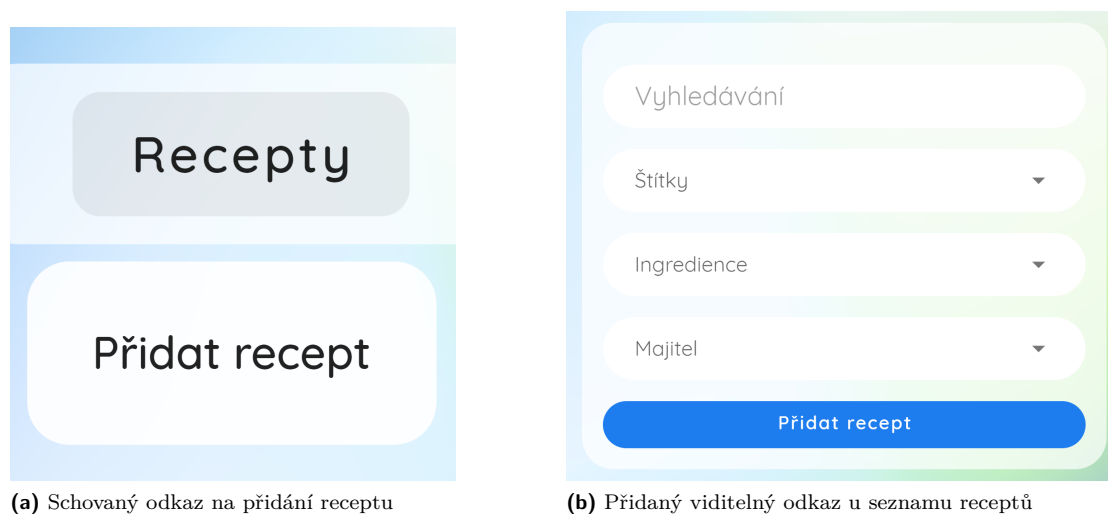 Recepty
Přidat recept
(a) Schovaný odkaz na přidání receptu
Vyhledávání
Štítky
Ingredience
Majitel
Přidat recept
(b) Přidaný viditelný odkaz u seznamu receptů